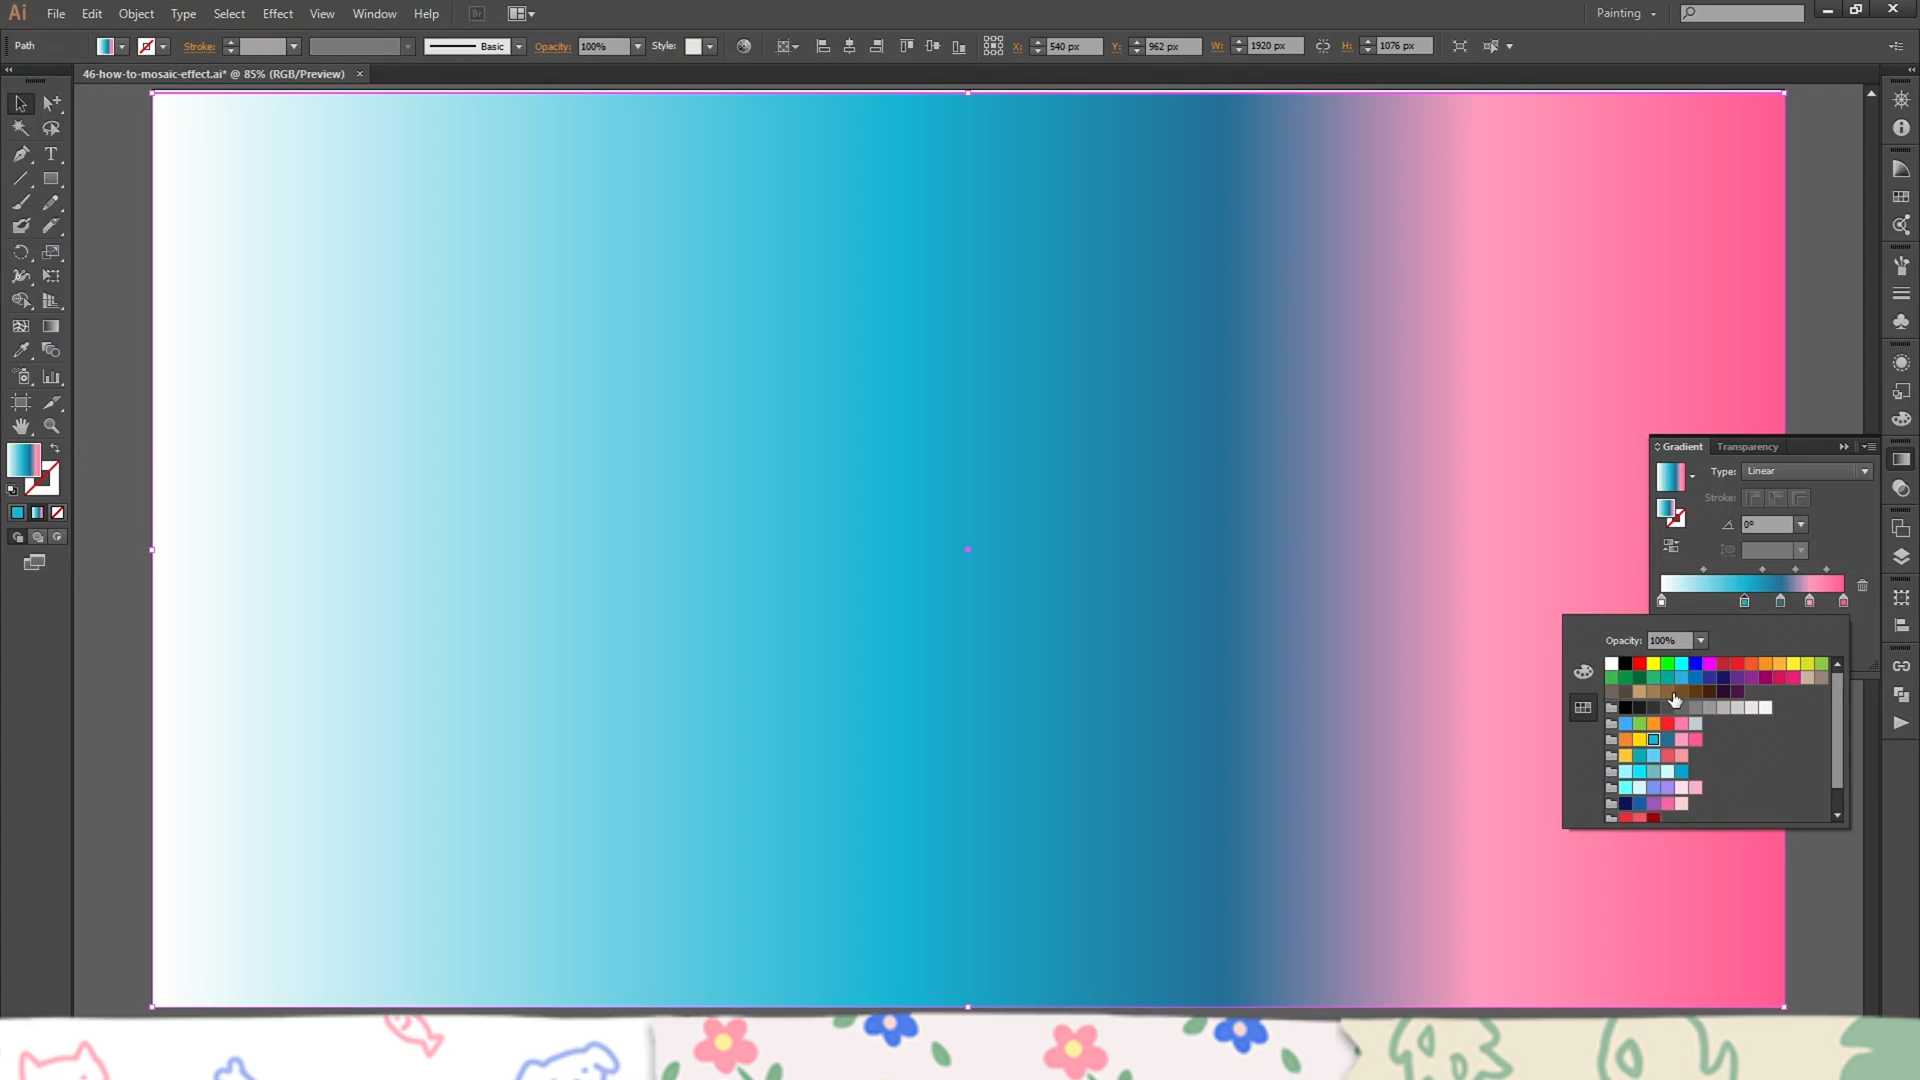 Ai File Edit Object Type Select Effect View Window Help Br Painting
Path Stroke: Basic Opacity: 100% Style: X: 540 px Y: 962 px W: 1920 px H: 1076 px
46-how-to-mosaic-effect.ai* @ 85% (RGB/Preview) ×
T
Gradient Transparency
Type: Linear
Stroke:
0°
Opacity: 100%